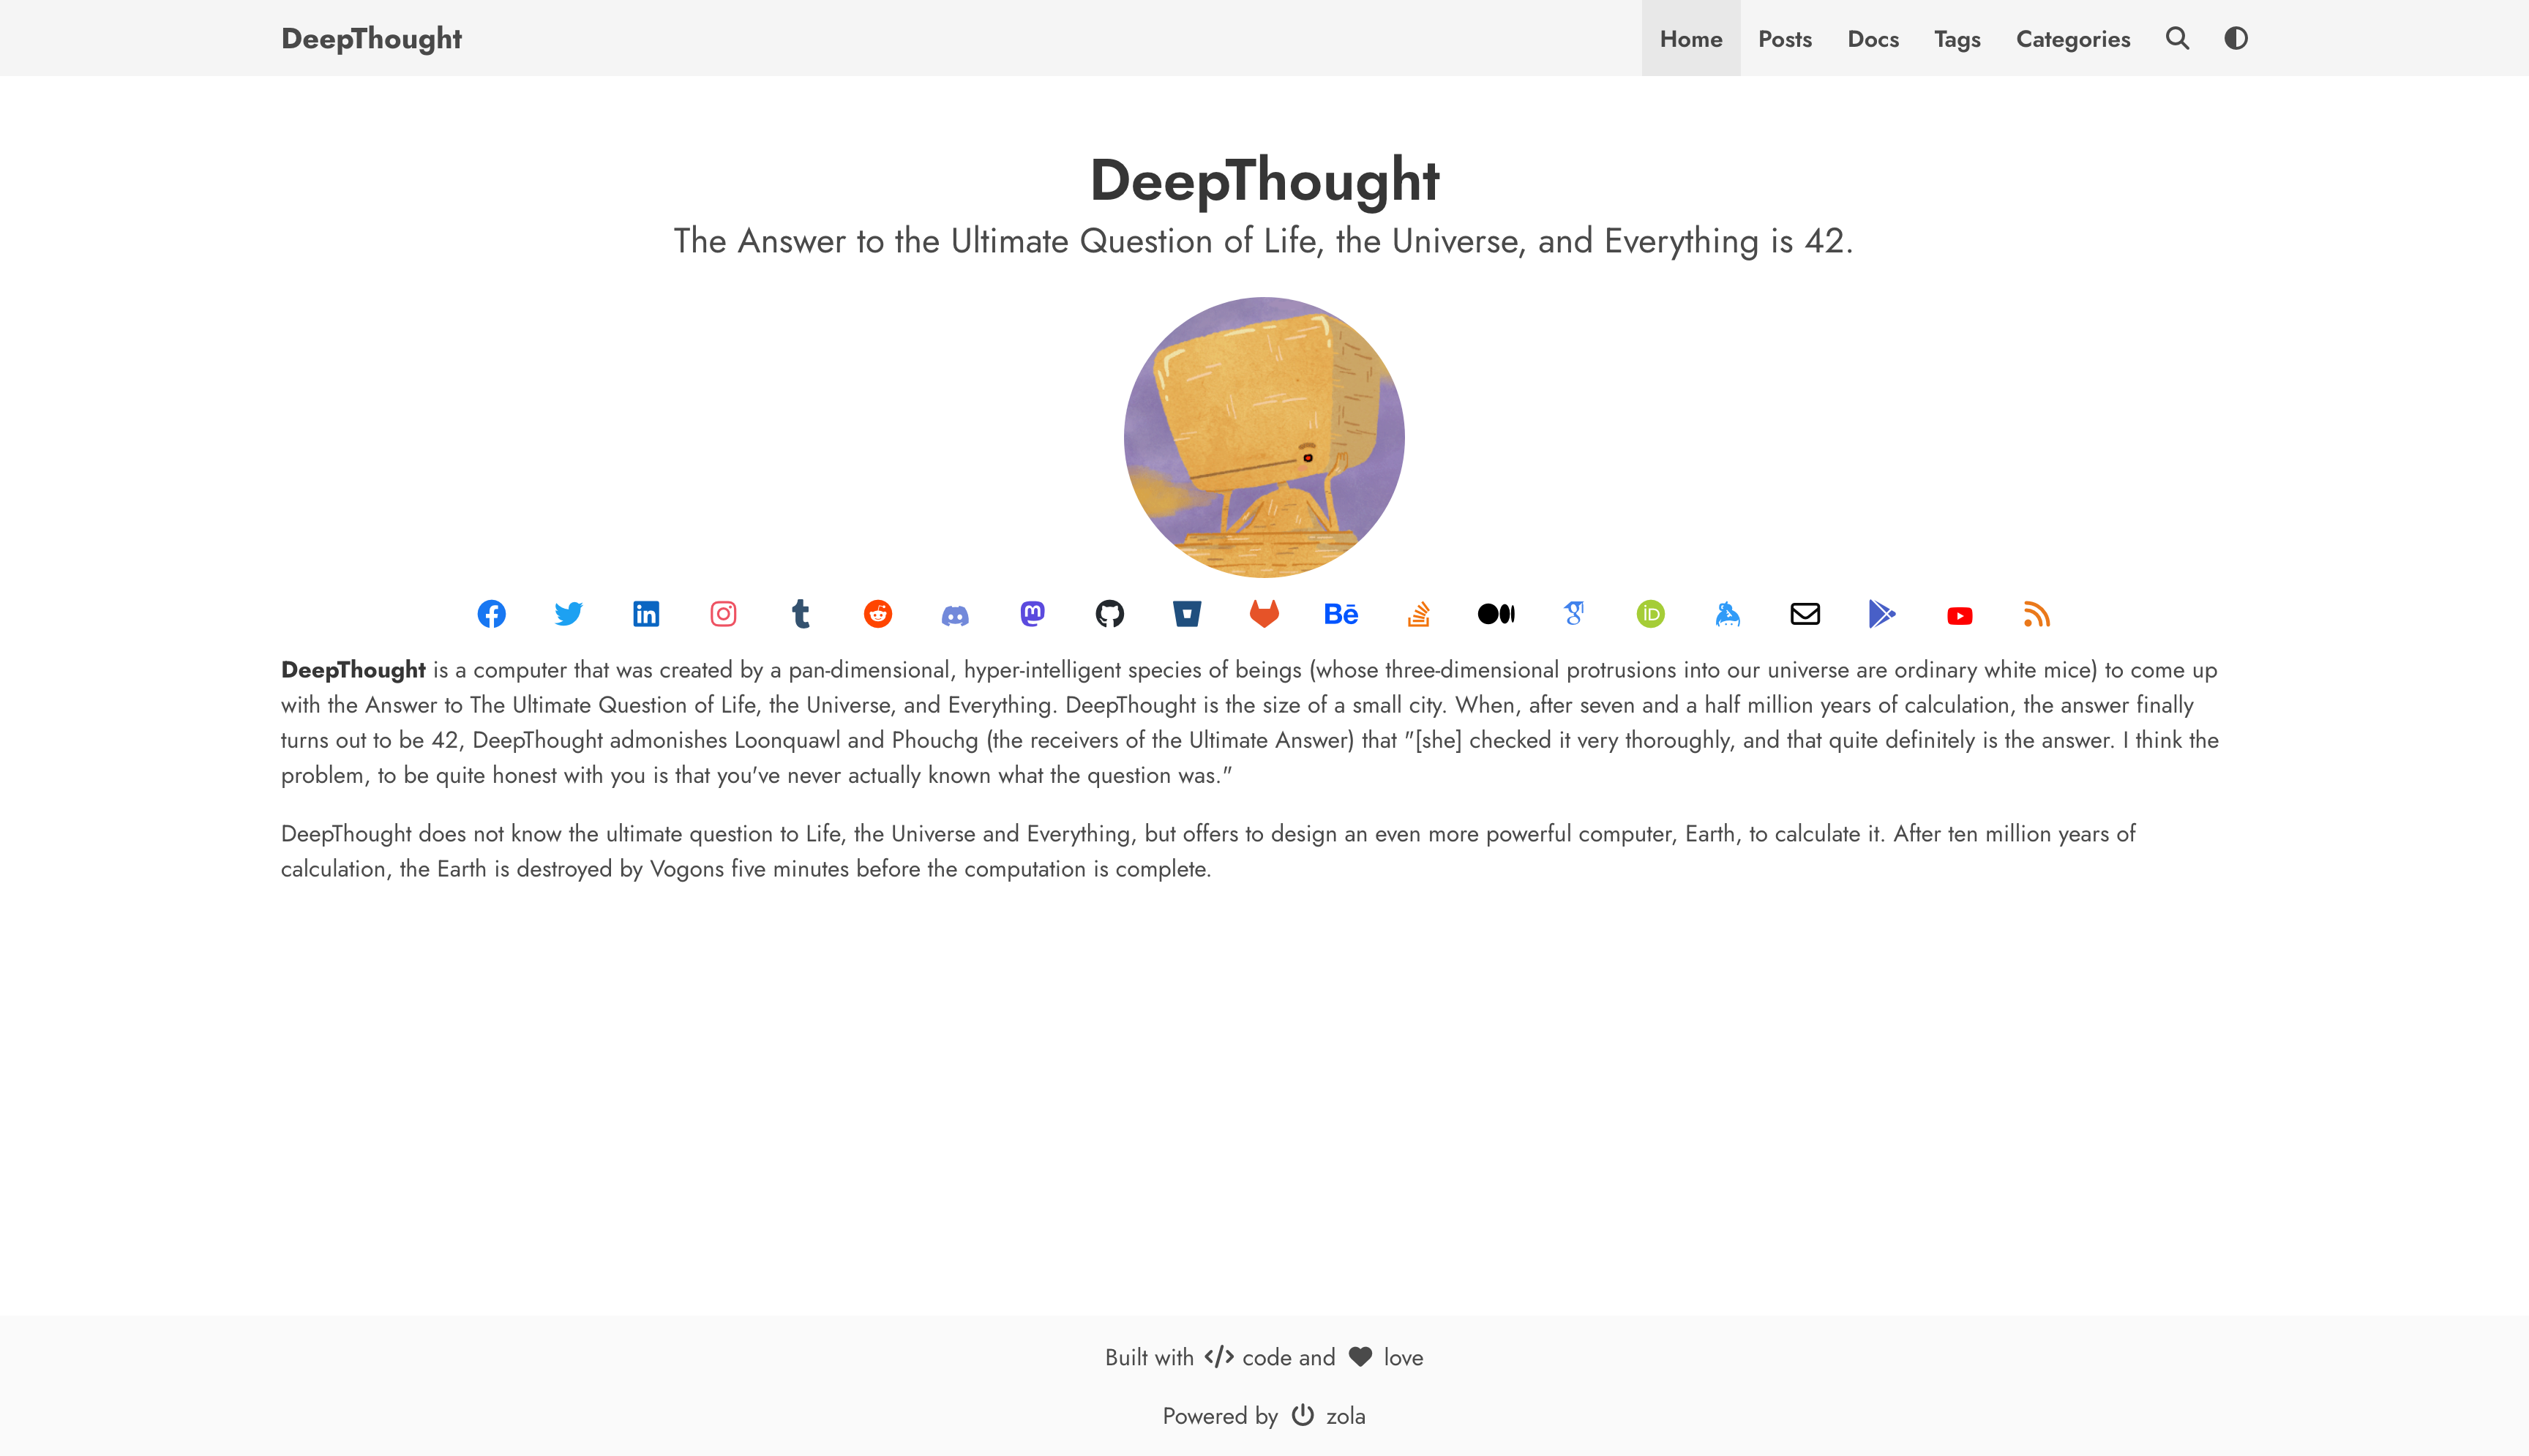 DeepThought
Home Posts Docs Tags Categories
DeepThought
The Answer to the Ultimate Question of Life, the Universe, and Everything is 42.
DeepThought is a computer that was created by a pan-dimensional, hyper-intelligent species of beings (whose three-dimensional protrusions into our universe are ordinary white mice) to come up
with the Answer to The Ultimate Question of Life, the Universe, and Everything. DeepThought is the size of a small city. When, after seven and a half million years of calculation, the answer finally
turns out to be 42, DeepThought admonishes Loonquawl and Phouchg (the receivers of the Ultimate Answer) that "[she] checked it very thoroughly, and that quite definitely is the answer. I think the
problem, to be quite honest with you is that you've never actually known what the question was."
DeepThought does not know the ultimate question to Life, the Universe and Everything, but offers to design an even more powerful computer, Earth, to calculate it. After ten million years of
calculation, the Earth is destroyed by Vogons five minutes before the computation is complete.
Built with </> code and love
Powered by zola